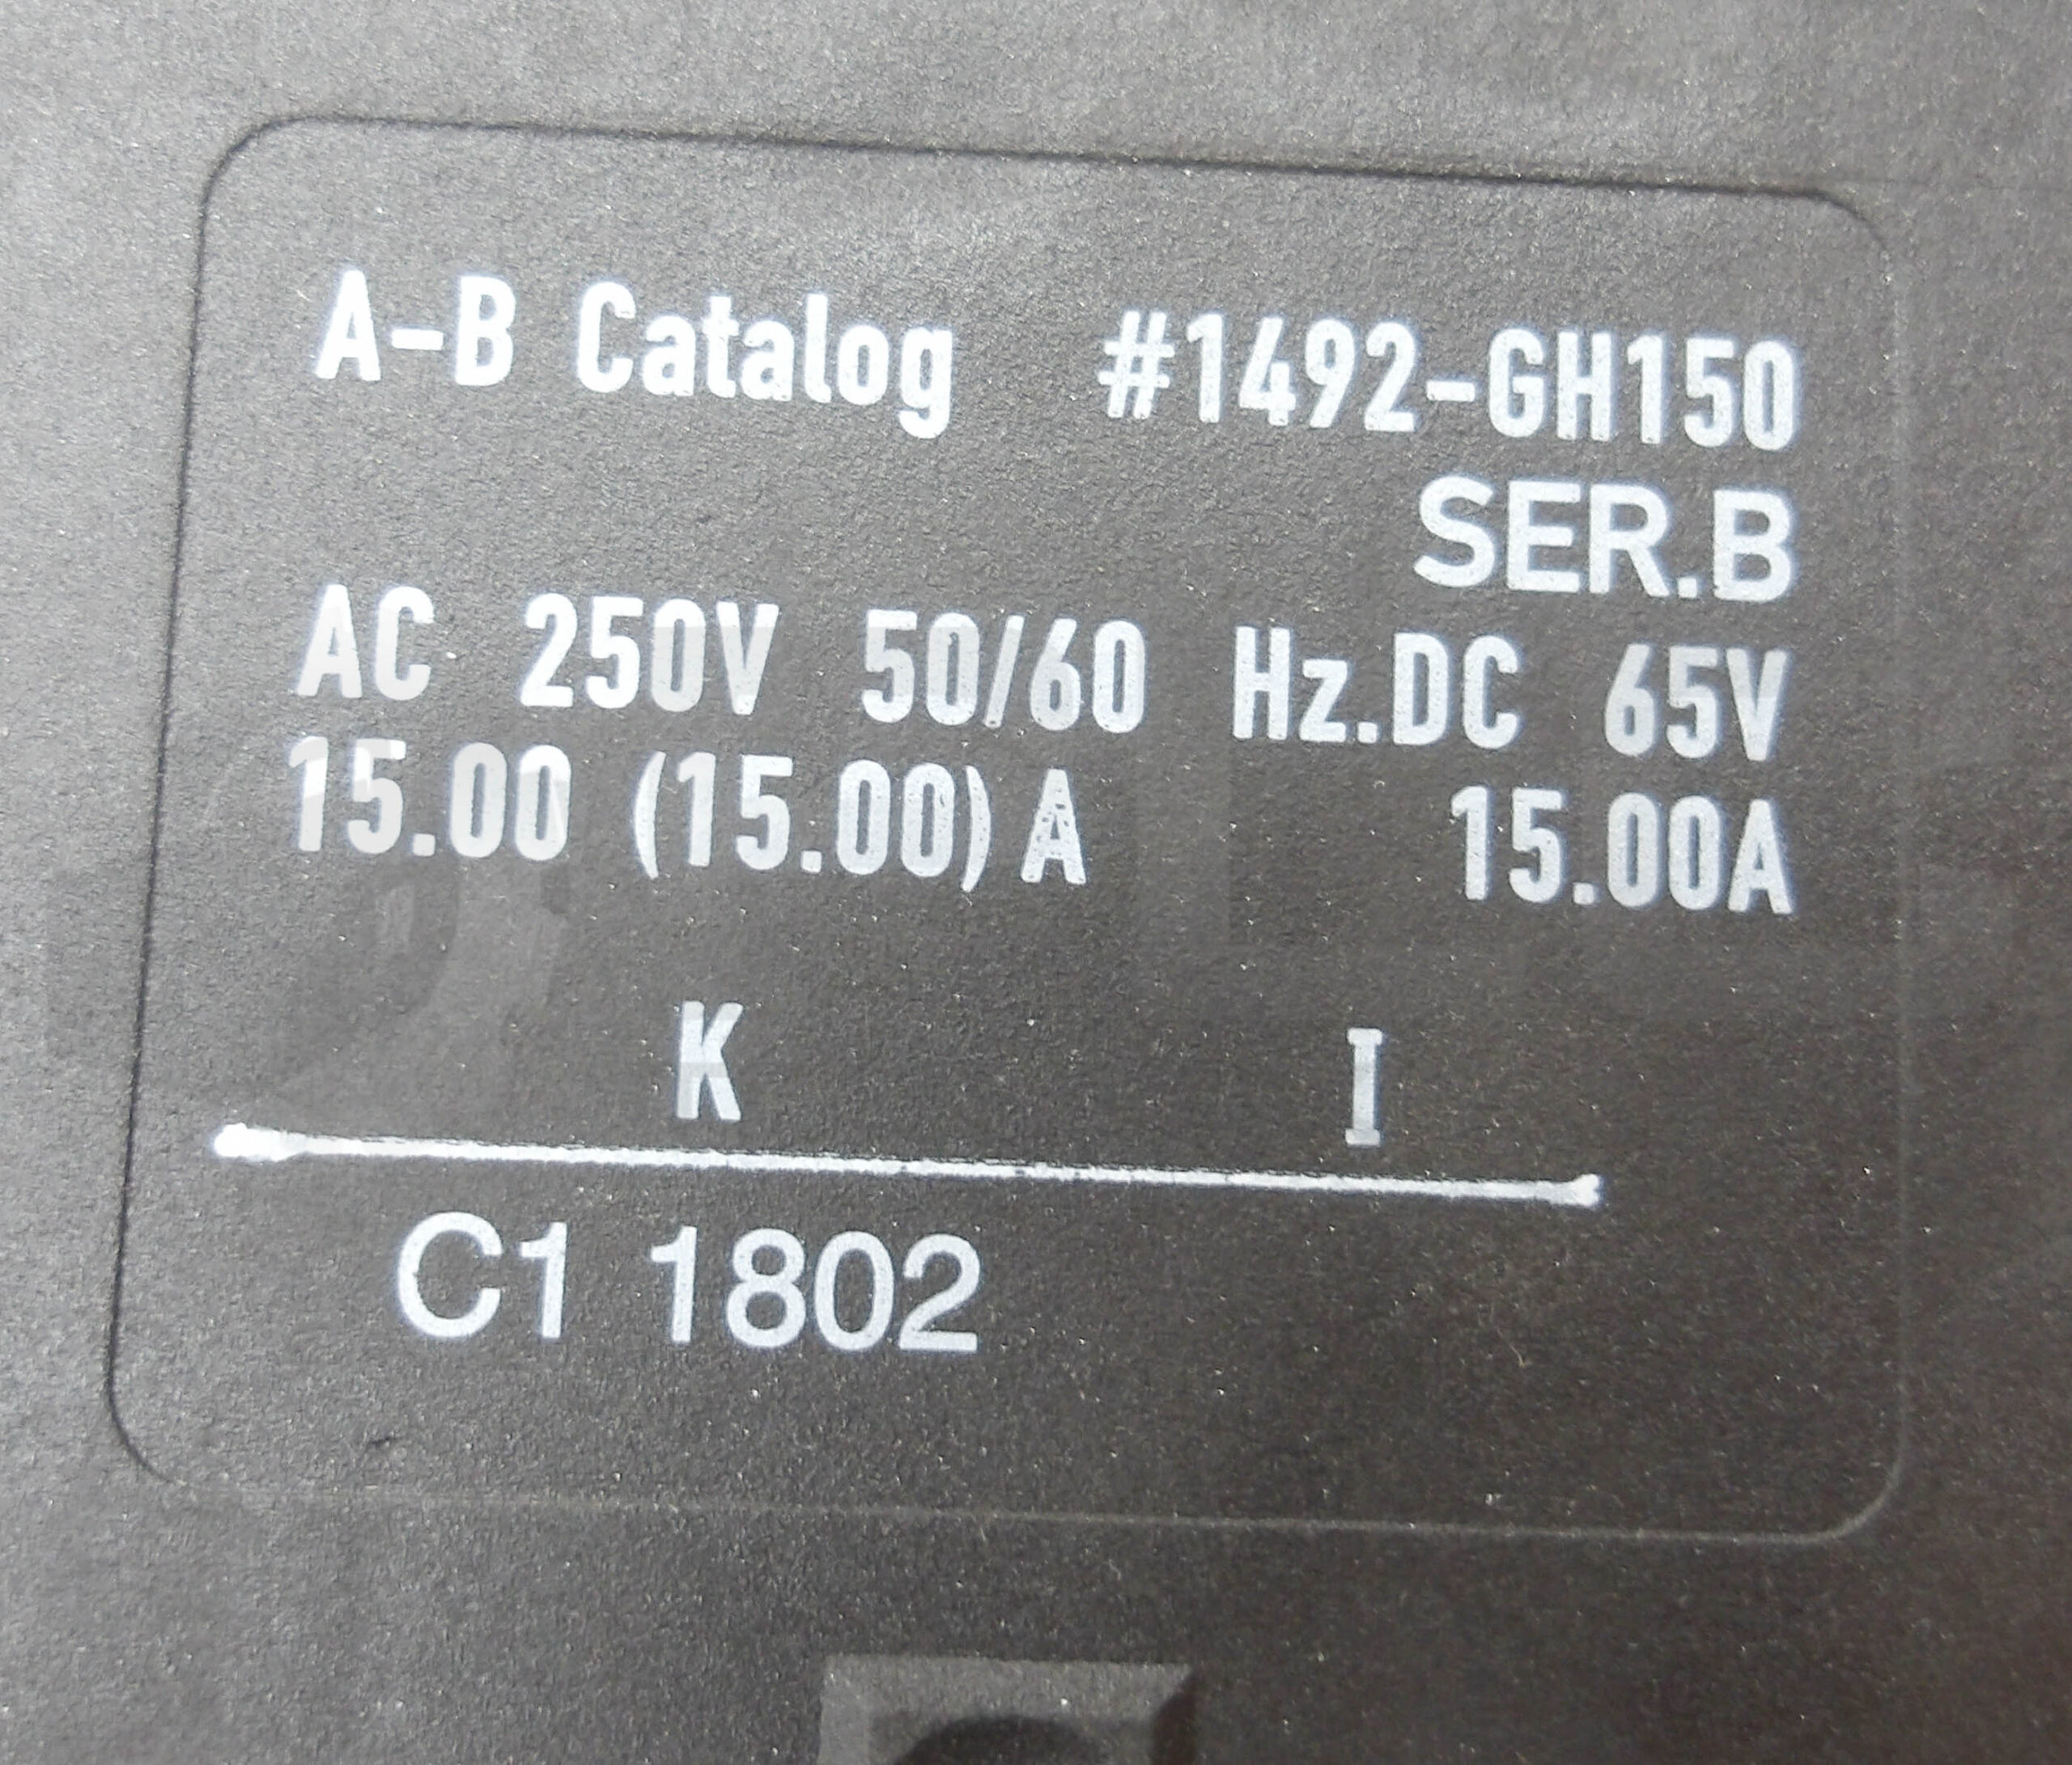 A-B Catalog #1492-GH150
SER.B
AC 250V 50/60 Hz.DC 65V
15.00 (15.00) A 15.00A
K I
C1 1802